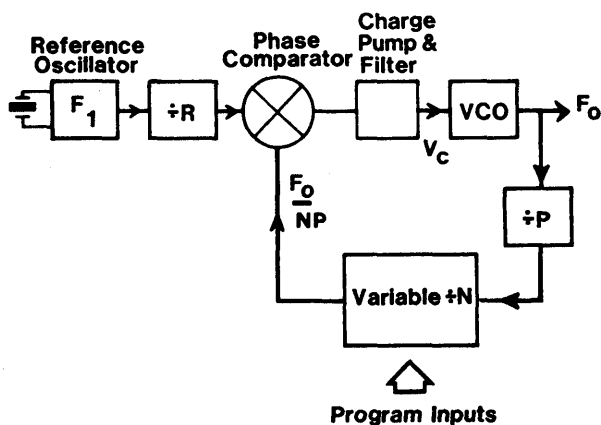 Reference
Oscillator
Phase
Comparator
Charge
Pump &
Filter
F1
÷R
VCO
Fo
Vc
Fo
NP
÷P
Variable ÷N
Program Inputs